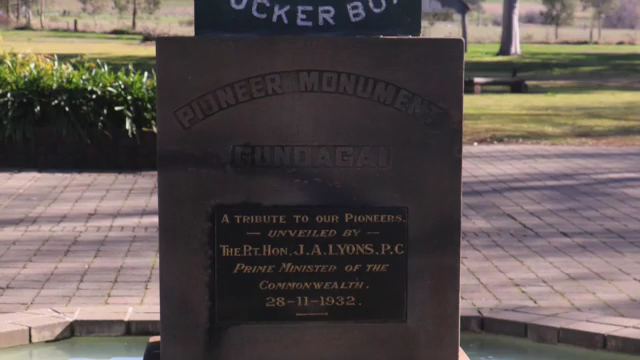 UCKER BO
PIONEER MONUMENT
GUNDAGAI
A TRIBUTE TO OUR PIONEERS.
— UNVEILED BY —
THE RT. HON. J.A. LYONS. P.C
PRIME MINISTER OF THE
COMMONWEALTH.
28-11-1932.